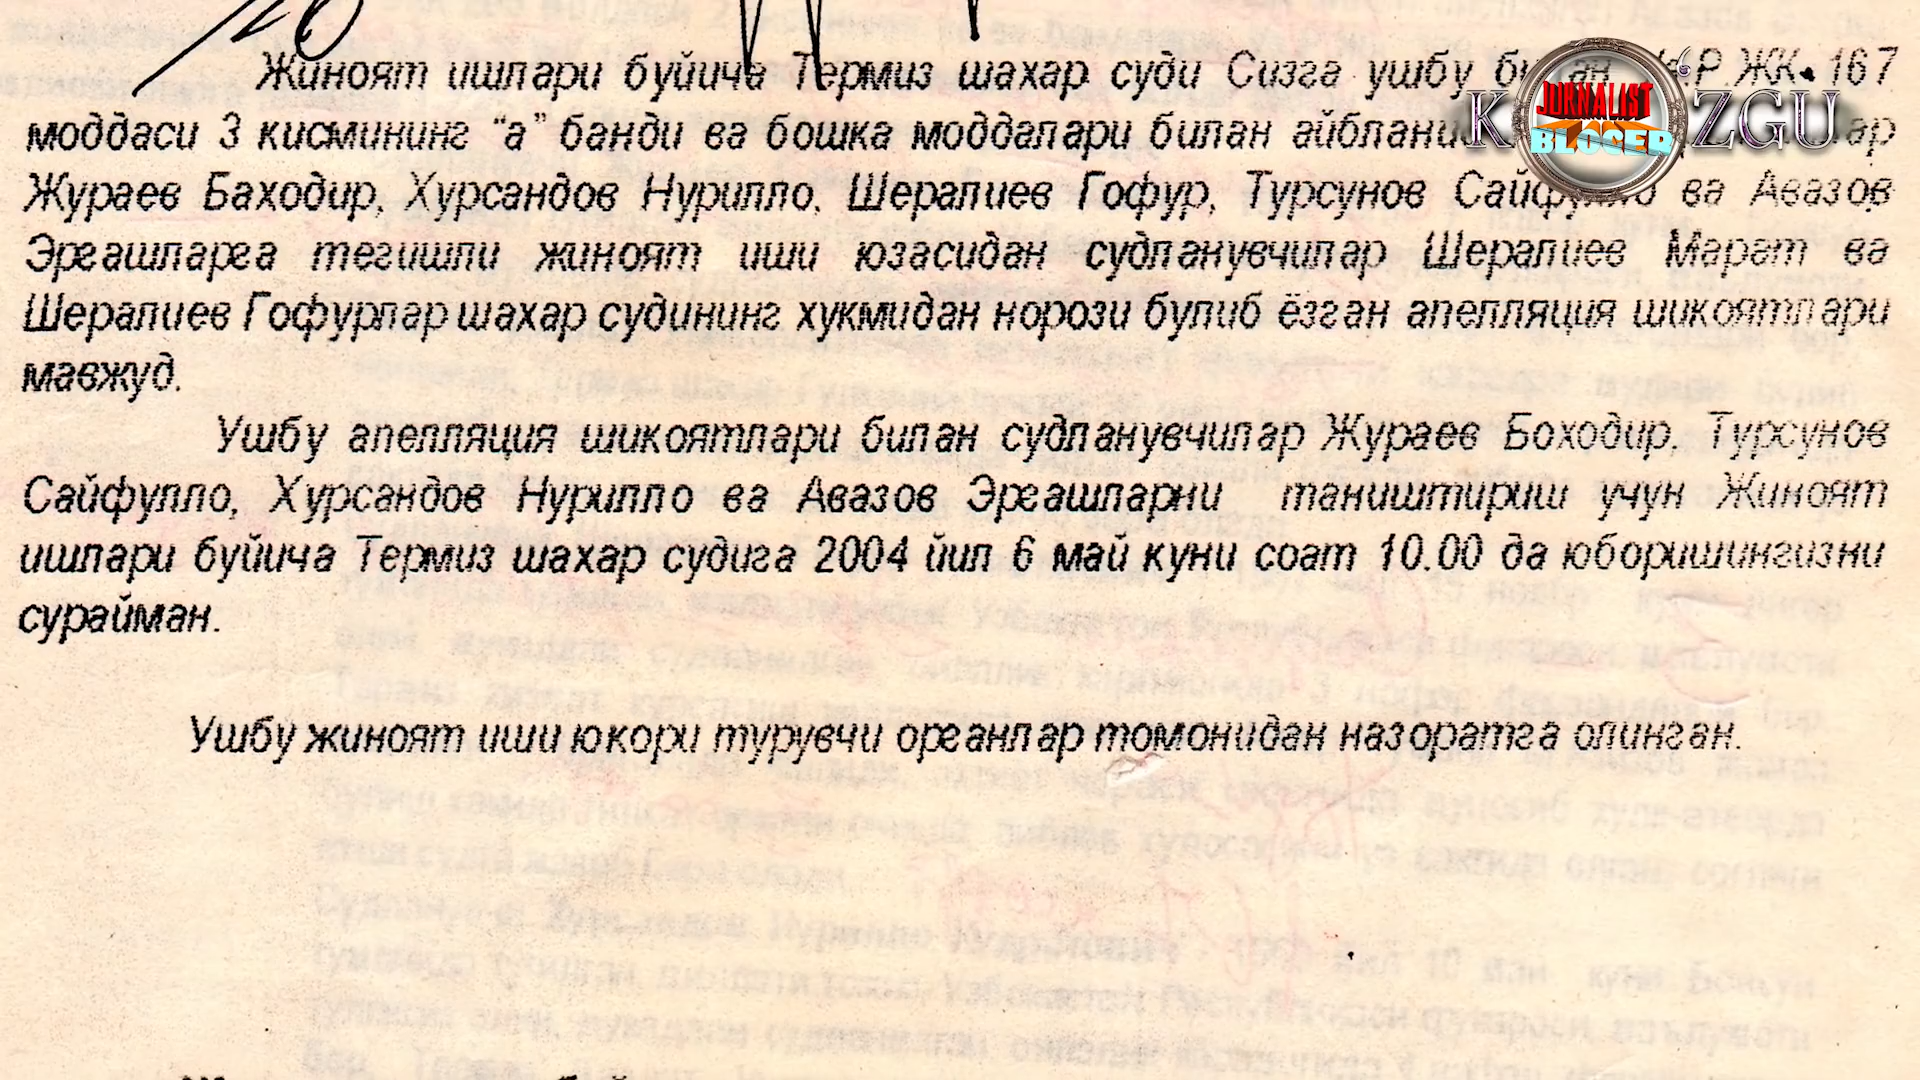 Жиноят ишлари буйича Термиз шахар суди Сизга ушбу Р.ЖК. 167
моддаси 3 кисмининг “а” банди ва бошка моддалари билан
Жураев Баходир, Хурсандов Нурилло, Шералиев Гофур, Турсунов Сайфулло ва Авазов
Эргашларга тегишли жиноят иши юзасидан судланувчилар Шералиев Марат ва
Шералиев Гофурлар шахар судининг хукмидан норози булиб ёзган апелляция шикоятлари
мавжуд.
Ушбу апелляция шикоятлари билан судланувчилар Жураев Боходир, Турсунов
Сайфулло, Хурсандов Нурилло ва Авазов Эргашларни таништириш учун Жиноят
ишлари буйича Термиз шахар судига 2004 йил 6 май куни соат 10.00 да юборишингизни
сурайман.
Ушбу жиноят иши юкори турувчи органлар томонидан назоратга олинган.
JURNALIST
BLOGER
ZGU